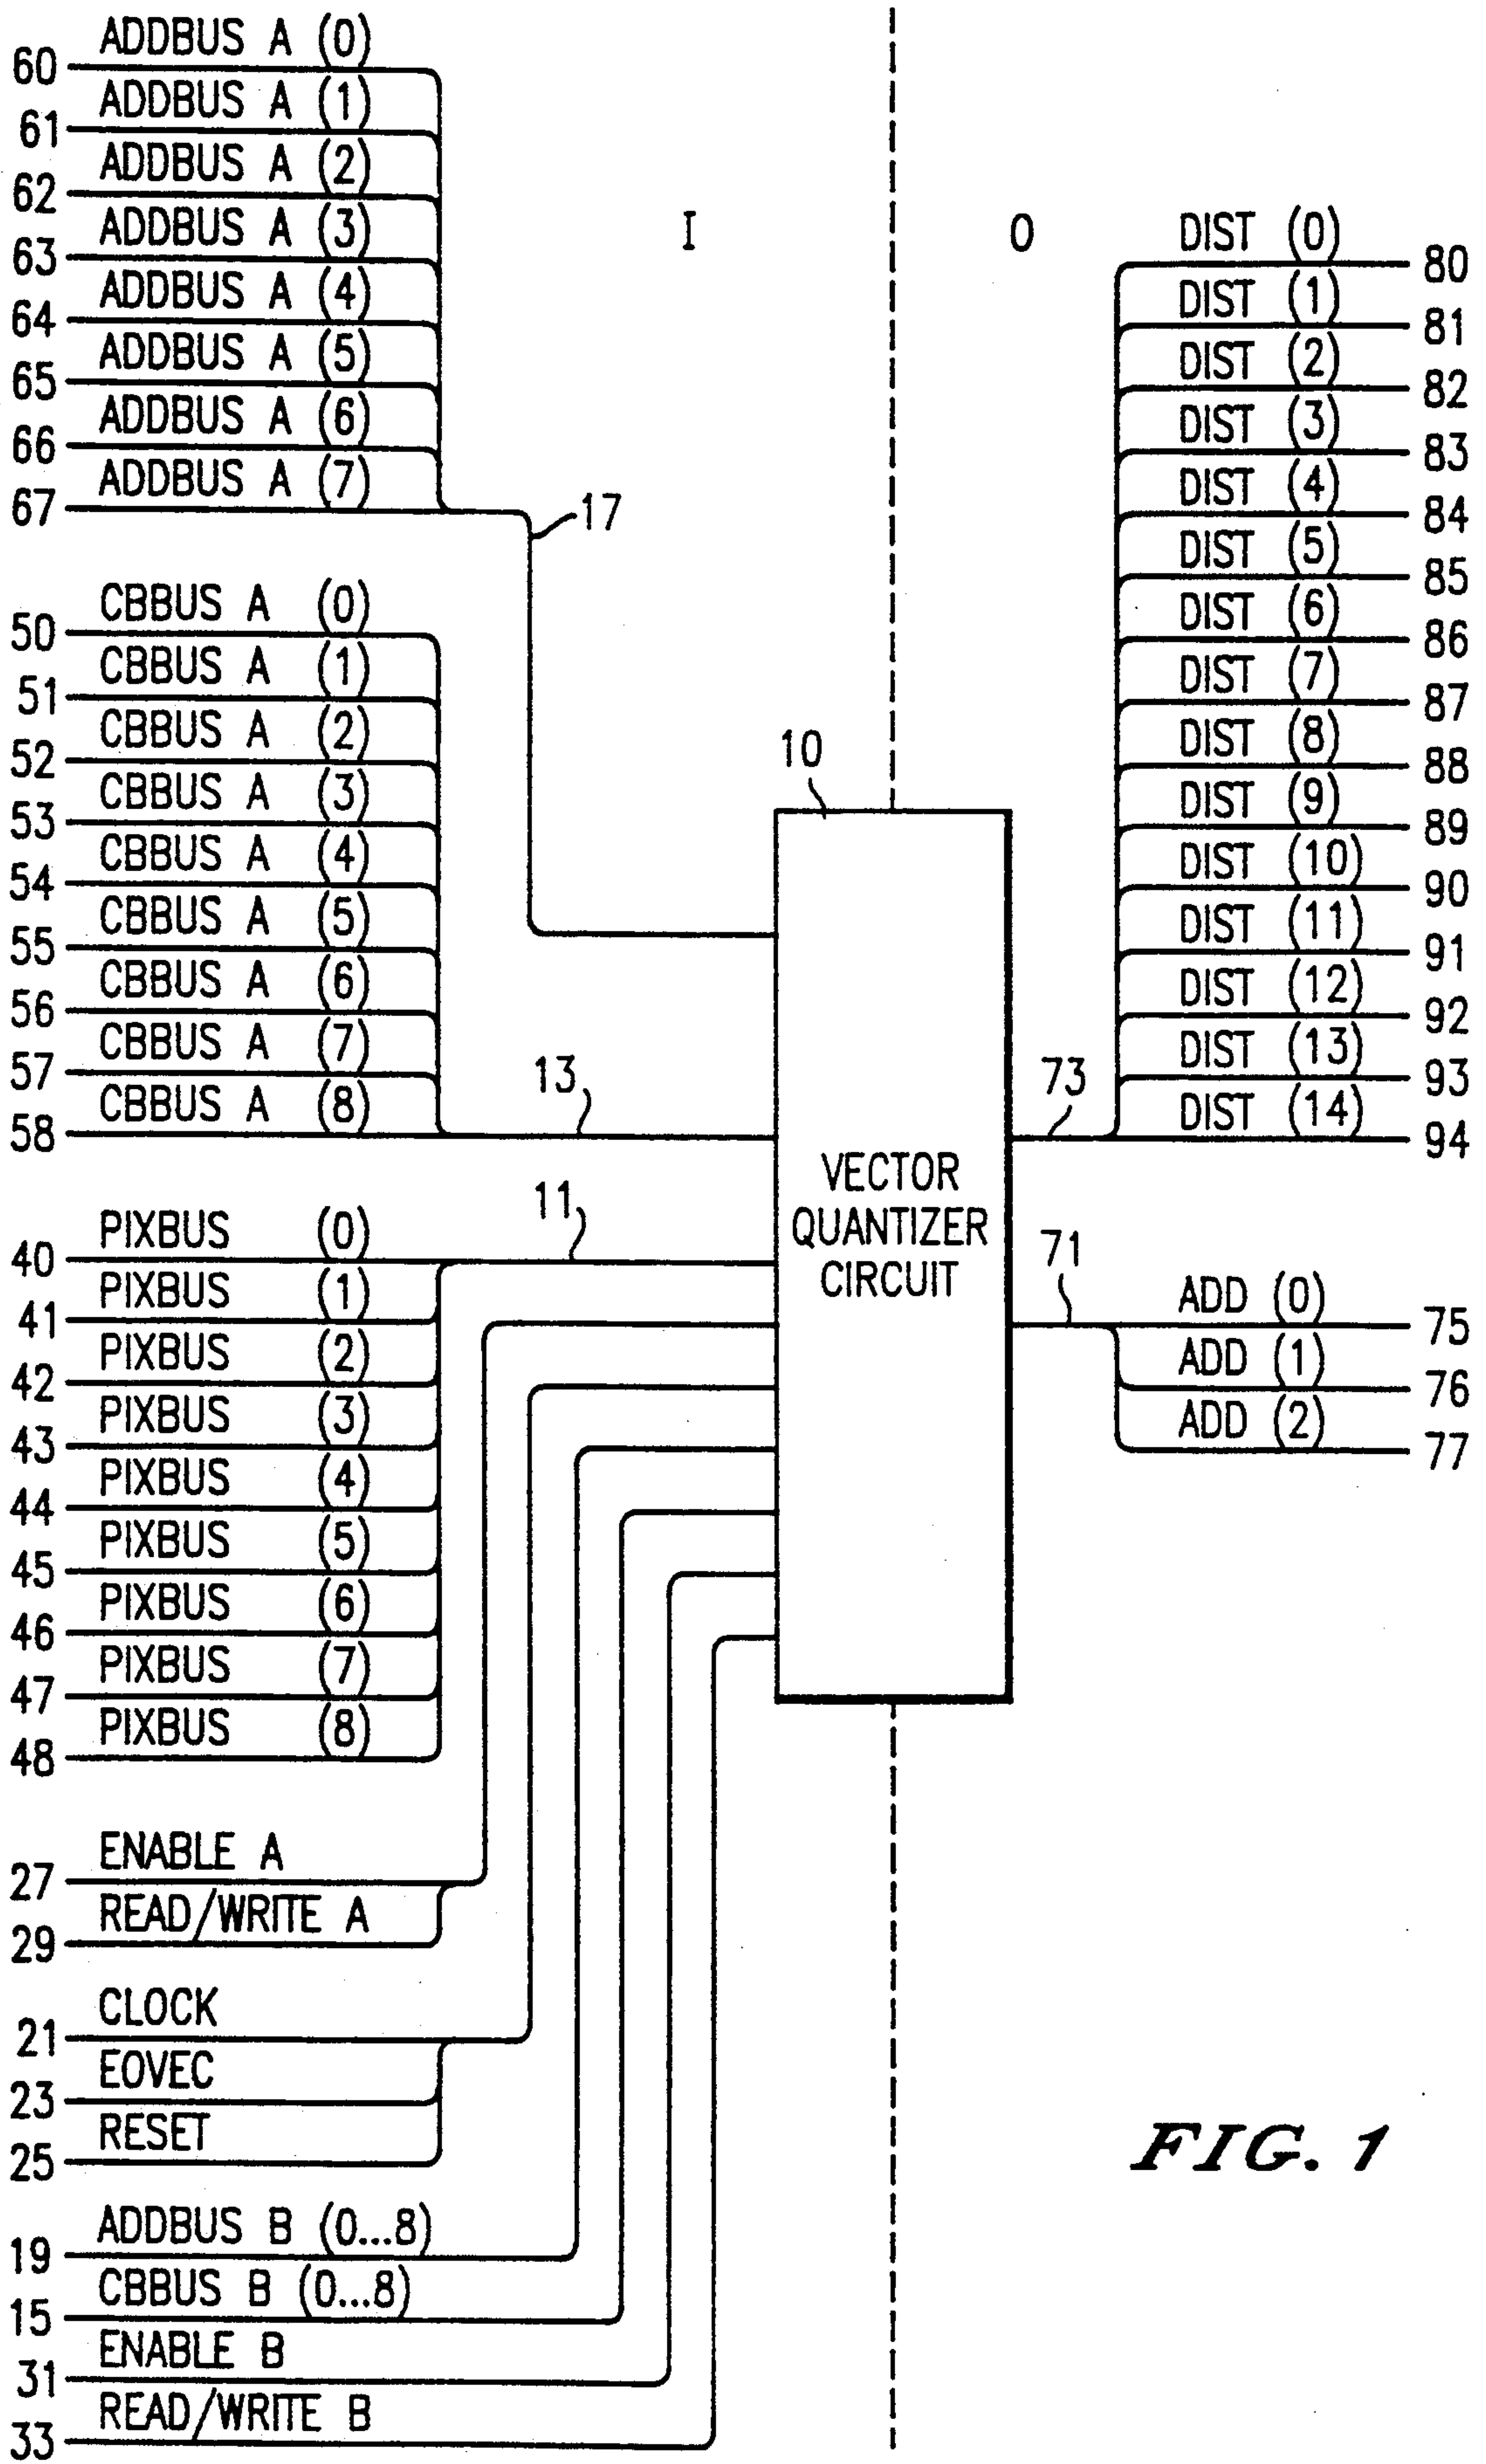 ADDBUS A (0)
60
ADDBUS A (1)
61
ADDBUS A (2)
62
ADDBUS A (3)
63
ADDBUS A (4)
64
ADDBUS A (5)
65
ADDBUS A (6)
66
ADDBUS A (7)
67
17
CBBUS A (0)
50
CBBUS A (1)
51
CBBUS A (2)
52
CBBUS A (3)
53
CBBUS A (4)
54
CBBUS A (5)
55
CBBUS A (6)
56
CBBUS A (7)
57
CBBUS A (8)
58
13
PIXBUS (0)
40
PIXBUS (1)
41
PIXBUS (2)
42
PIXBUS (3)
43
PIXBUS (4)
44
PIXBUS (5)
45
PIXBUS (6)
46
PIXBUS (7)
47
PIXBUS (8)
48
11
ENABLE A
27
READ/WRITE A
29
CLOCK
21
EOVEC
23
RESET
25
ADDBUS B (0...8)
19
CBBUS B (0...8)
15
ENABLE B
31
READ/WRITE B
33
I
O
10
VECTOR
QUANTIZER
CIRCUIT
DIST (0)
80
DIST (1)
81
DIST (2)
82
DIST (3)
83
DIST (4)
84
DIST (5)
85
DIST (6)
86
DIST (7)
87
DIST (8)
88
DIST (9)
89
DIST (10)
90
DIST (11)
91
DIST (12)
92
DIST (13)
93
DIST (14)
94
73
71
ADD (0)
75
ADD (1)
76
ADD (2)
77
FIG. 1